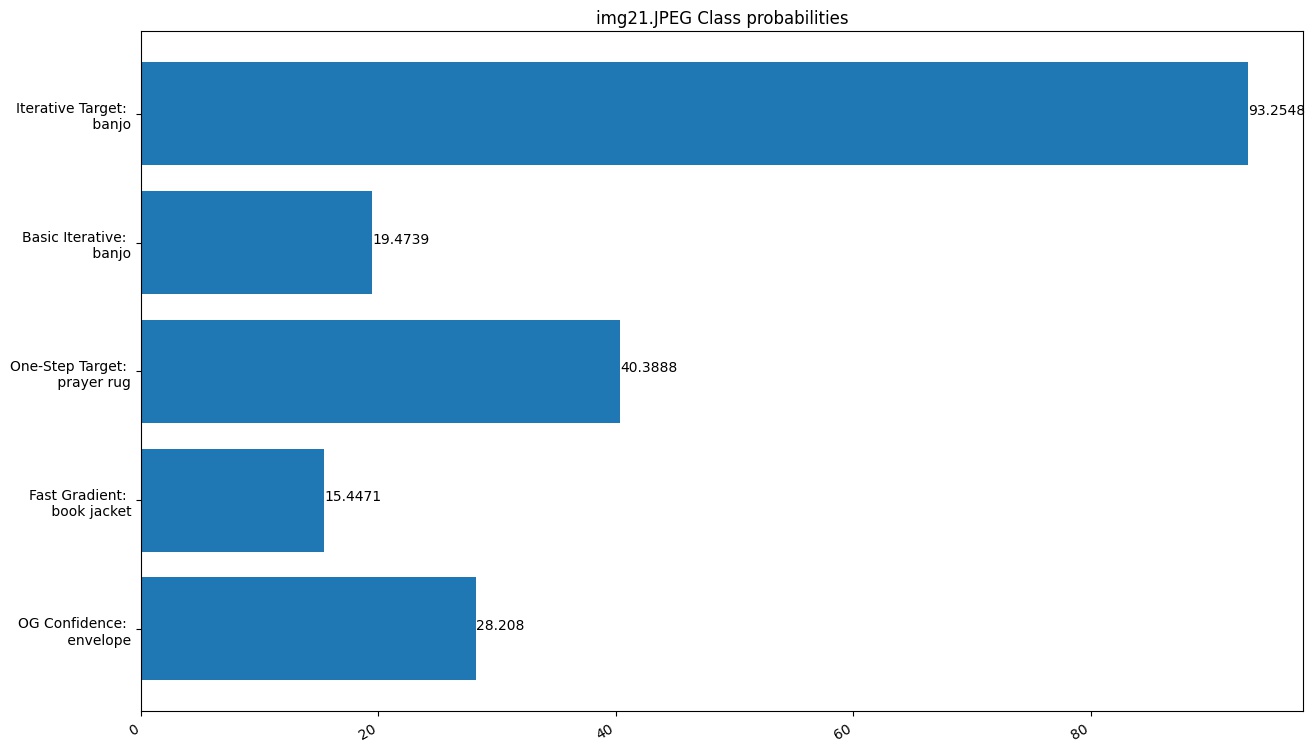 img21.JPEG Class probabilities
Iterative Target:
banjo
93.2548
Basic Iterative:
banjo
19.4739
One-Step Target:
prayer rug
40.3888
Fast Gradient:
book jacket
15.4471
OG Confidence:
envelope
28.208
0
20
40
60
80